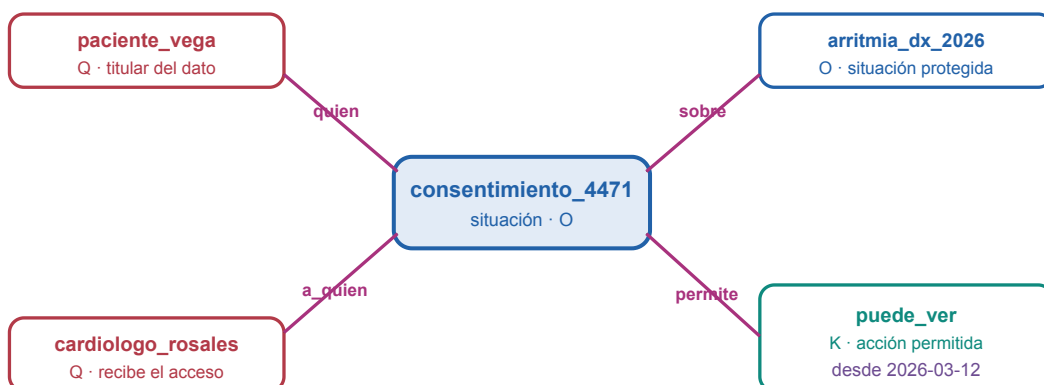 paciente_vega
Q · titular del dato
arritmia_dx_2026
O · situación protegida
quien
sobre
consentimiento_4471
situación · O
a_quien
permite
cardiologo_rosales
Q · recibe el acceso
puede_ver
K · acción permitida
desde 2026-03-12